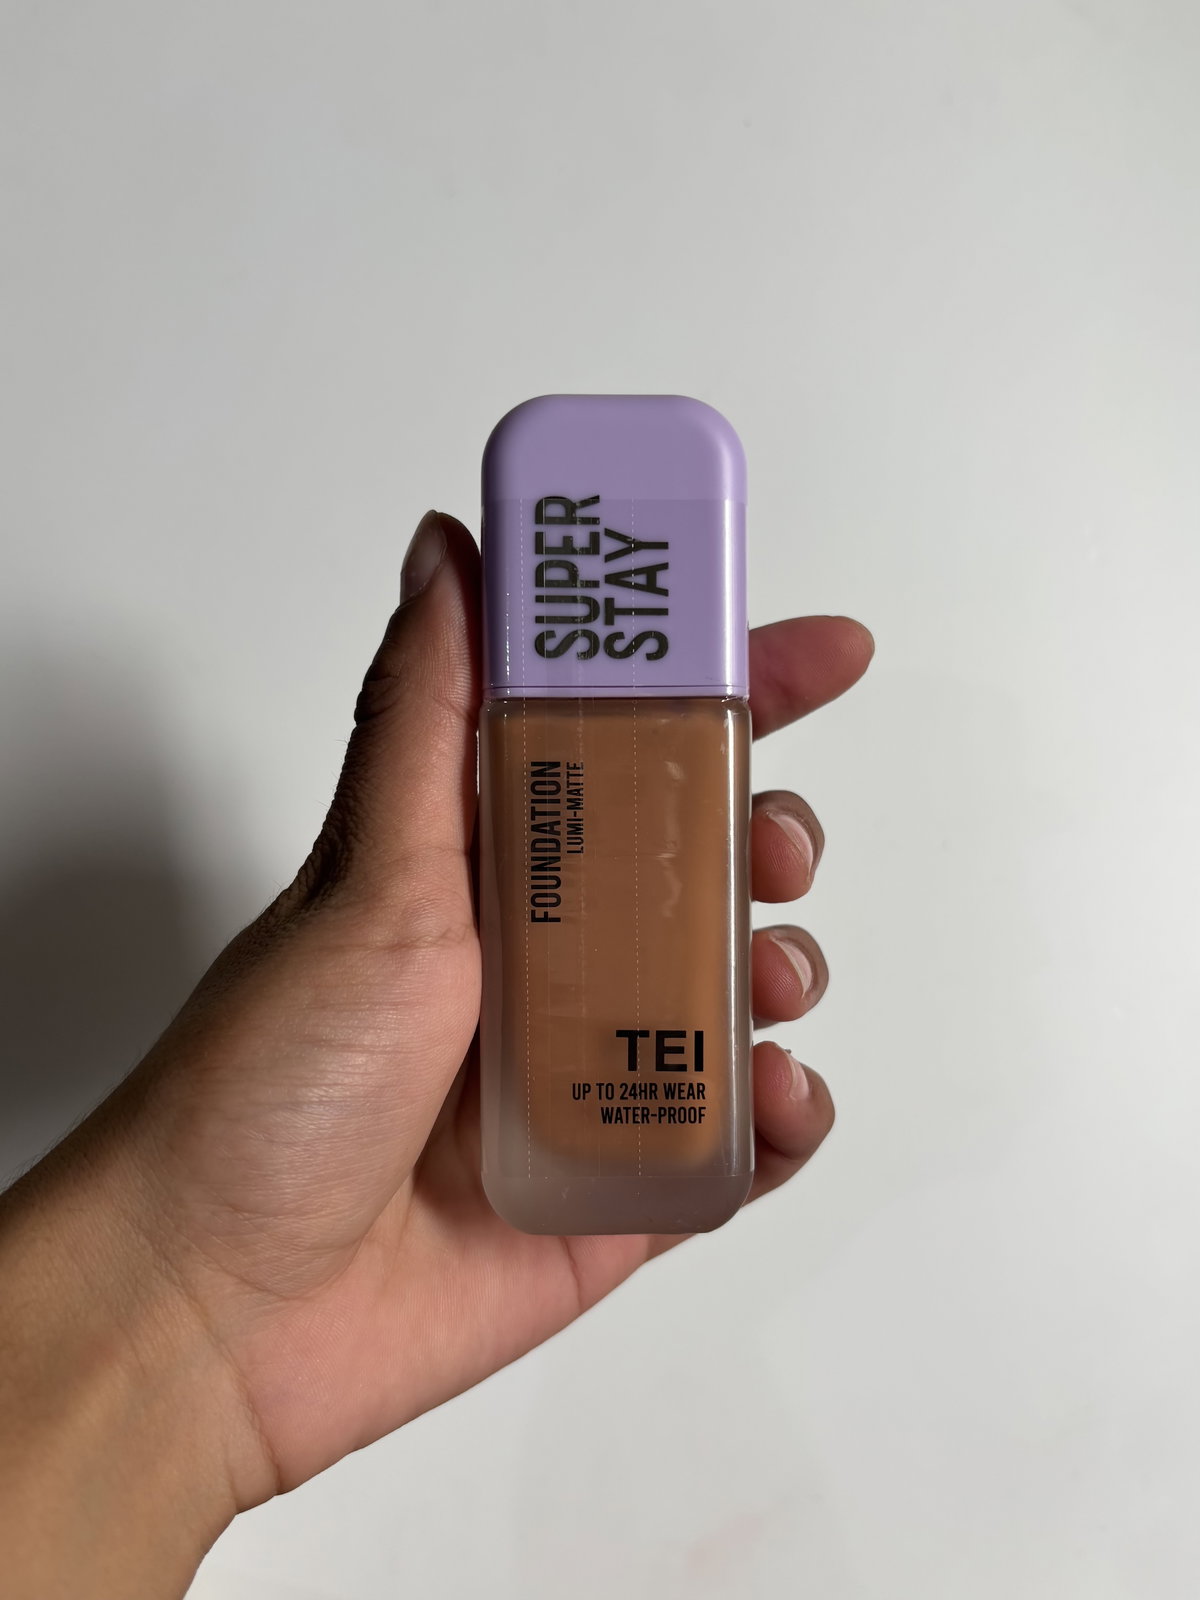 SUPER
STAY
FOUNDATION
LUMI-MATTE
TEI
UP TO 24HR WEAR
WATER-PROOF